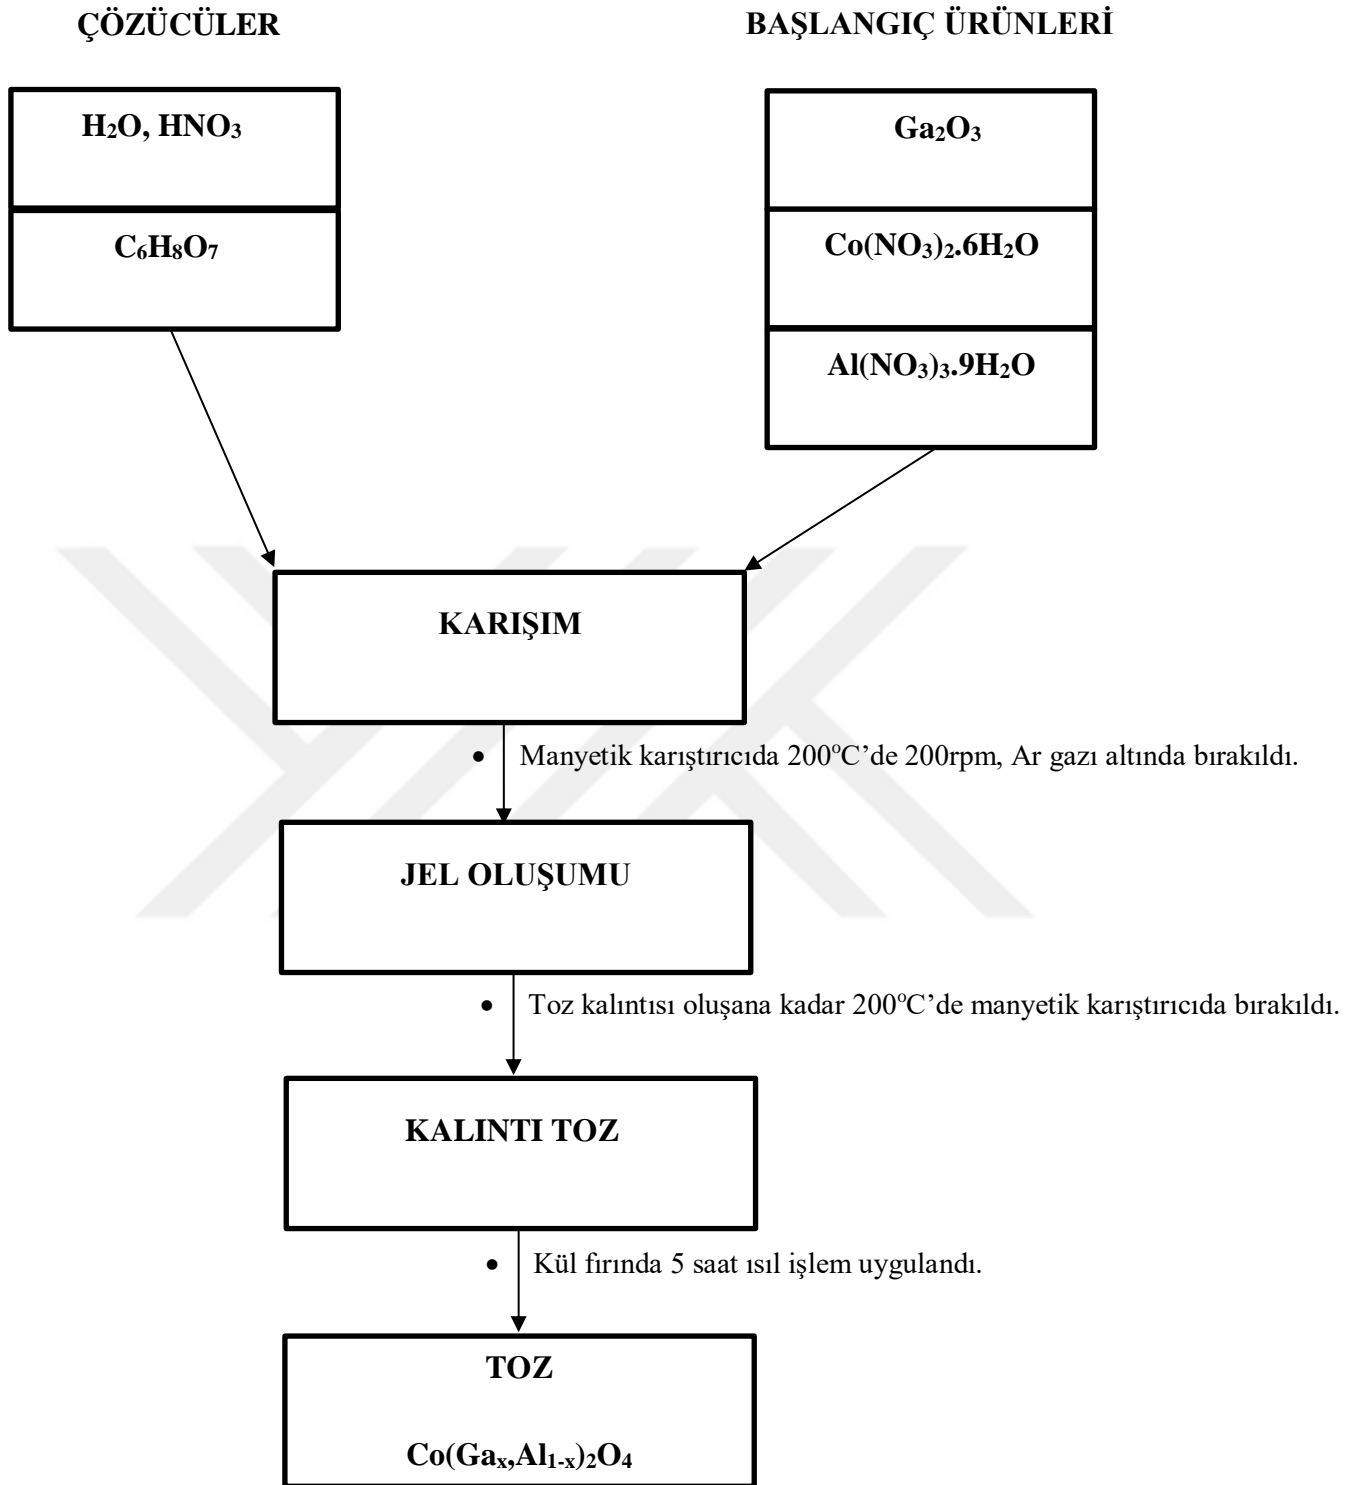 ÇÖZÜCÜLER
H₂O, HNO₃
C₆H₈O₇
BAŞLANGIÇ ÜRÜNLERİ
Ga₂O₃
Co(NO₃)₂.6H₂O
Al(NO₃)₃.9H₂O
KARIŞIM
• Manyetik karıştırıcıda 200°C’de 200rpm, Ar gazı altında bırakıldı.
JEL OLUŞUMU
• Toz kalıntısı oluşana kadar 200°C’de manyetik karıştırıcıda bırakıldı.
KALINTI TOZ
• Kül fırında 5 saat ısıl işlem uygulandı.
TOZ
Co(Gaₓ,Al₁₋ₓ)₂O₄